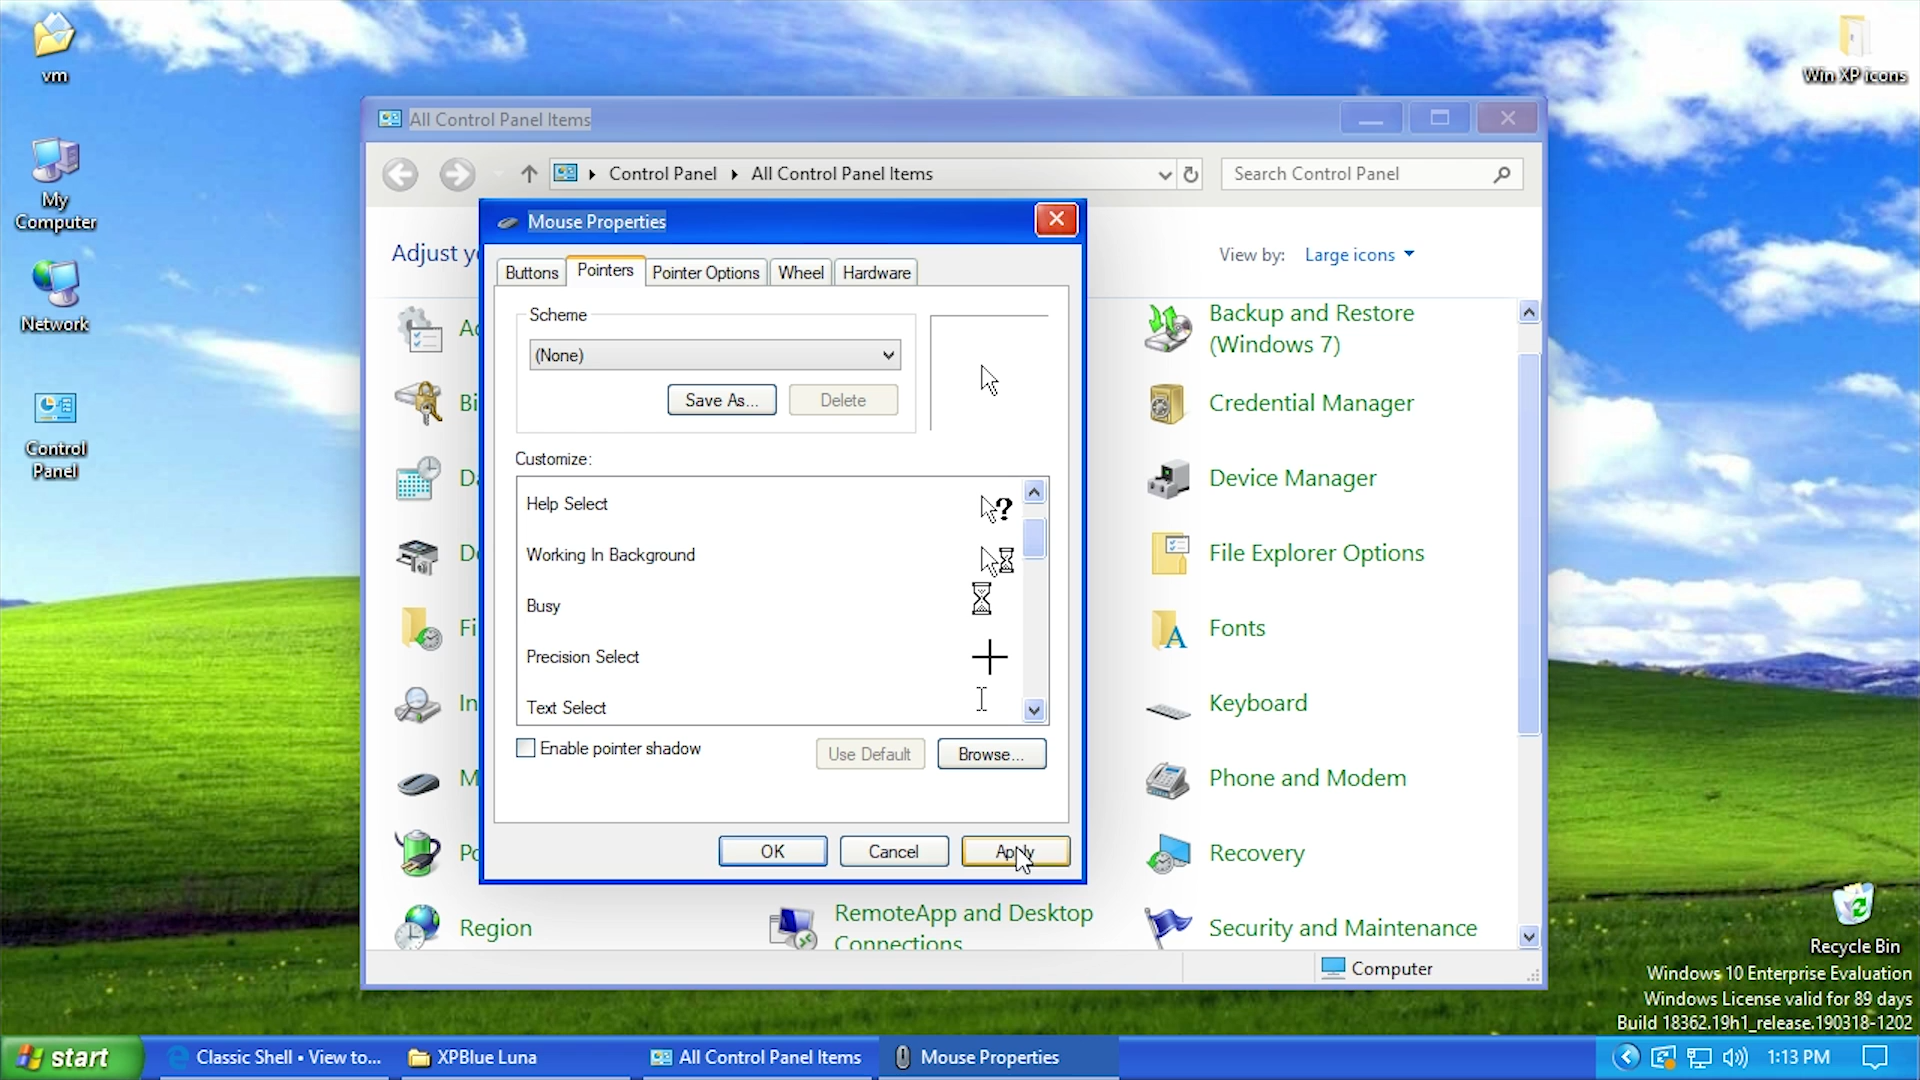 vm
My
Computer
Network
Control
Panel
Win XP icons
All Control Panel Items
Control Panel
All Control Panel Items
Search Control Panel
Adjust y
View by:
Large icons
Mouse Properties
Buttons
Pointers
Pointer Options
Wheel
Hardware
Scheme
(None)
Save As...
Delete
Customize:
Help Select
Working In Background
Busy
Precision Select
Text Select
Enable pointer shadow
Use Default
Browse...
OK
Cancel
Apply
Bi
Fi
In
M
Region
RemoteApp and Desktop
Connections
Backup and Restore
(Windows 7)
Credential Manager
Device Manager
File Explorer Options
Fonts
Keyboard
Phone and Modem
Recovery
Security and Maintenance
Computer
Recycle Bin
Windows 10 Enterprise Evaluation
Windows License valid for 89 days
Build 18362.19h1_release.190318-1202
start
Classic Shell • View to...
XPBlue Luna
All Control Panel Items
Mouse Properties
1:13 PM